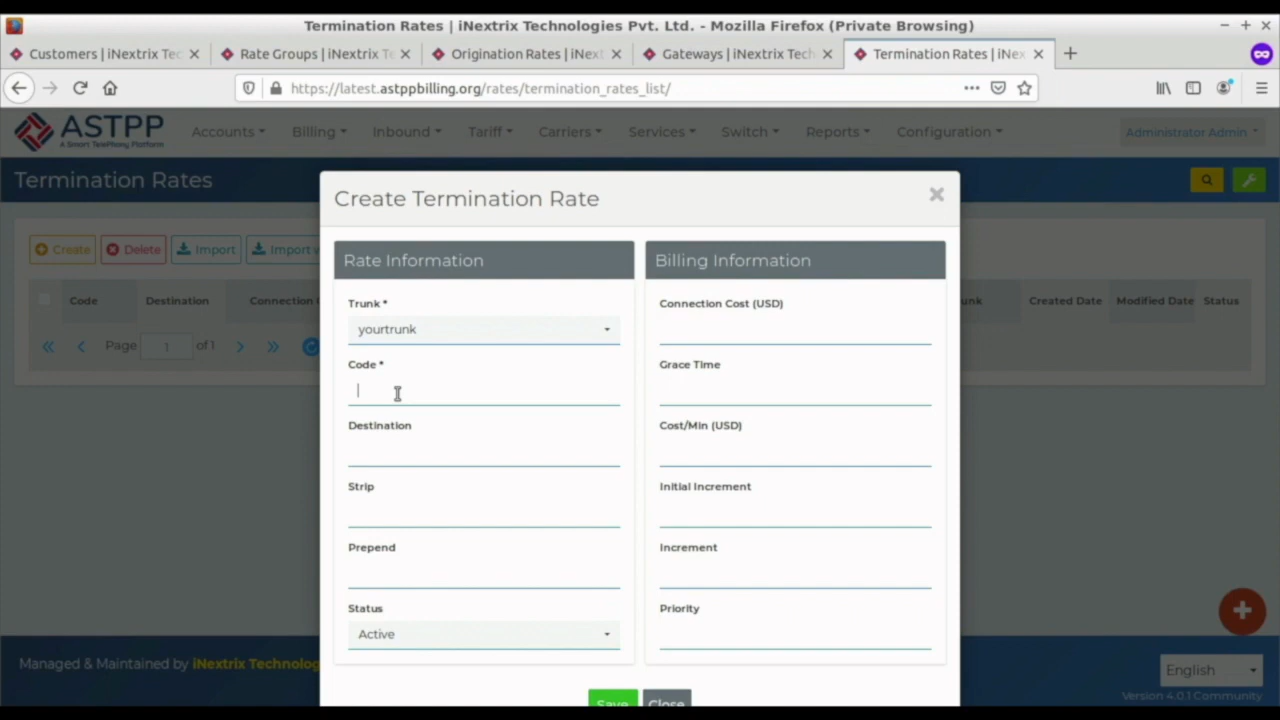 Termination Rates | iNextrix Technologies Pvt. Ltd. - Mozilla Firefox (Private Browsing)
Customers | iNextrix Tec
Rate Groups | iNextrix Te
Origination Rates | iNext
Gateways | iNextrix Tech
Termination Rates | iNex
https://latest.astppbilling.org/rates/termination_rates_list/
ASTPP
A Smart TelePhony Platform
Accounts
Billing
Inbound
Tariff
Carriers
Services
Switch
Reports
Configuration
Administrator Admin
Termination Rates
Create Termination Rate
Create
Delete
Import
Import
Rate Information
Billing Information
Code
Destination
Connection
unk
Created Date
Modified Date
Status
Page 1 of 1
Trunk *
yourtrunk
Code *
Destination
Strip
Prepend
Status
Active
Connection Cost (USD)
Grace Time
Cost/Min (USD)
Initial Increment
Increment
Priority
Save
Close
Managed & Maintained by iNextrix Technolog
English
Version 4.0.1 Community